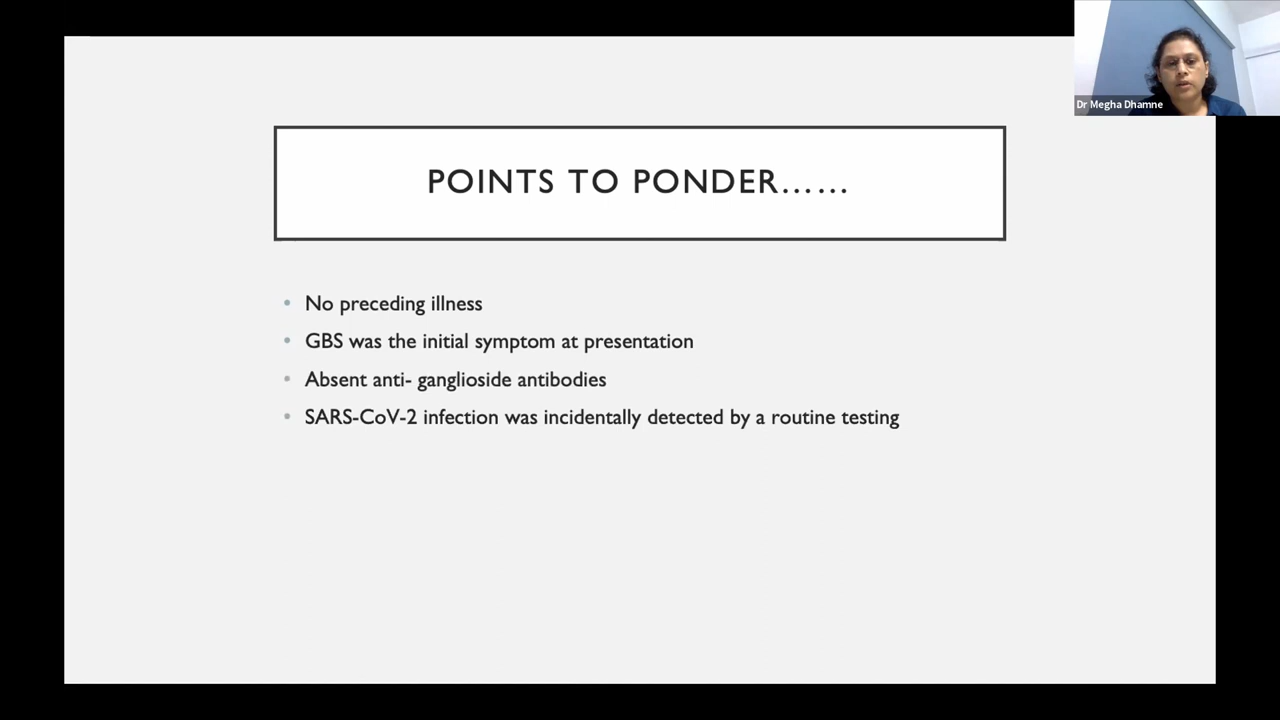 Dr Megha Dhamne
POINTS TO PONDER......
• No preceding illness
• GBS was the initial symptom at presentation
• Absent anti- ganglioside antibodies
• SARS-CoV-2 infection was incidentally detected by a routine testing